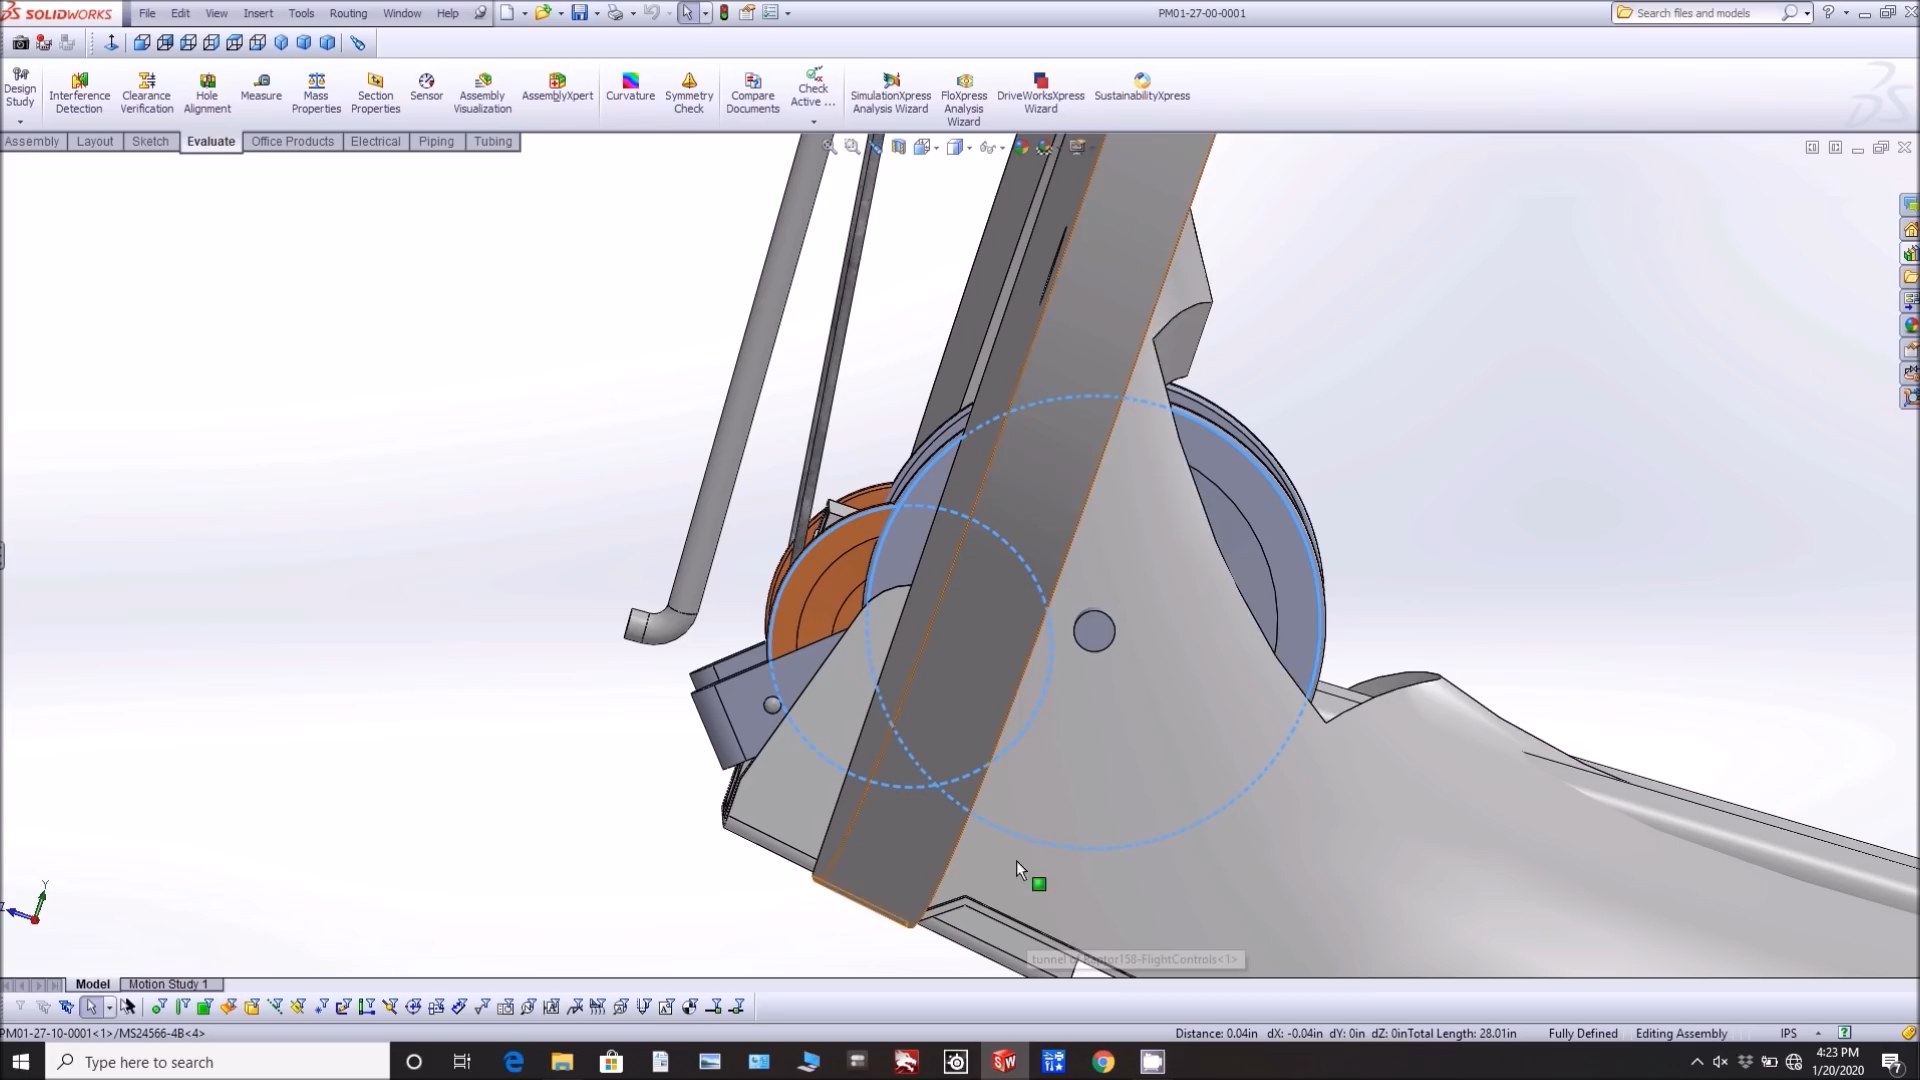 SOLIDWORKS File Edit View Insert Tools Routing Window Help PM01-27-00-0001 Search files and models
Design Study
Interference Detection
Clearance Verification
Hole Alignment
Measure
Mass Properties
Section Properties
Sensor
Assembly Visualization
AssemblyXpert
Curvature
Symmetry Check
Compare Documents
Check Active ...
SimulationXpress Analysis Wizard
FloXpress Analysis Wizard
DriveWorksXpress Wizard
SustainabilityXpress
Assembly Layout Sketch Evaluate Office Products Electrical Piping Tubing
Y
Model Motion Study 1
PM01-27-10-0001<1>/MS24566-4B<4> Distance: 0.04in dX: -0.04in dY: 0in dZ: 0inTotal Length: 28.01in Fully Defined Editing Assembly IPS
Type here to search
4:23 PM
1/20/2020